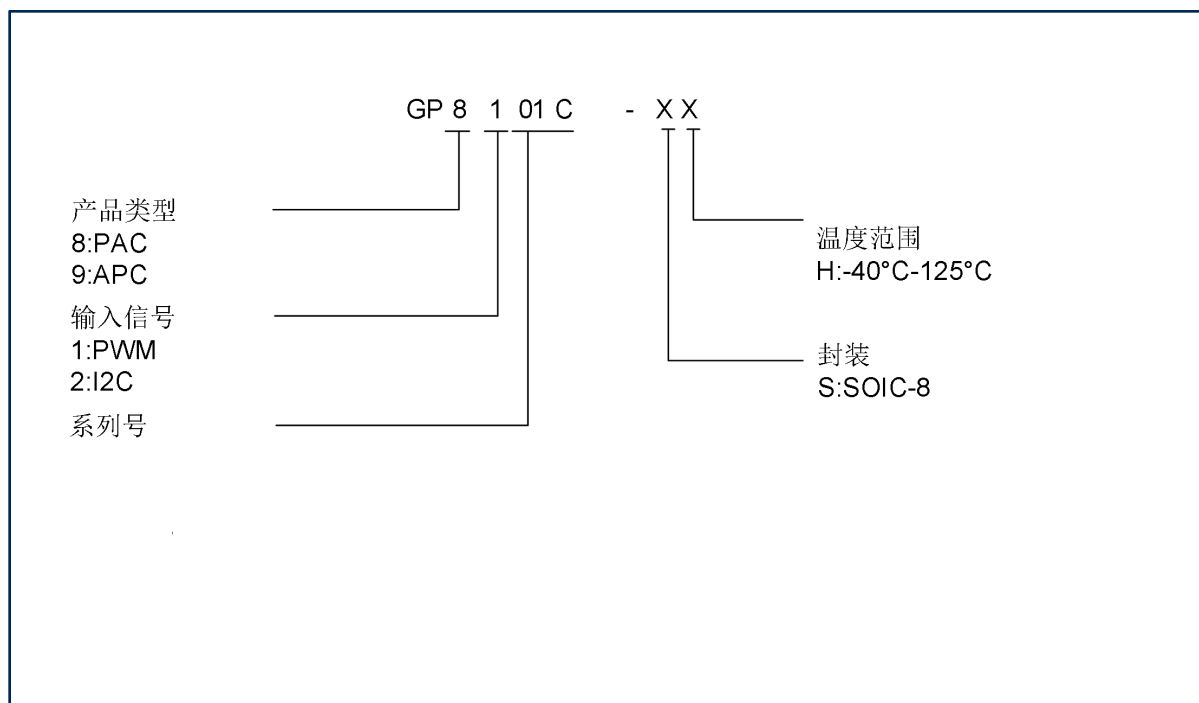 GP 8 1 01 C - X X
产品类型
8:PAC
9:APC
输入信号
1:PWM
2:I2C
系列号
温度范围
H:-40°C-125°C
封装
S:SOIC-8